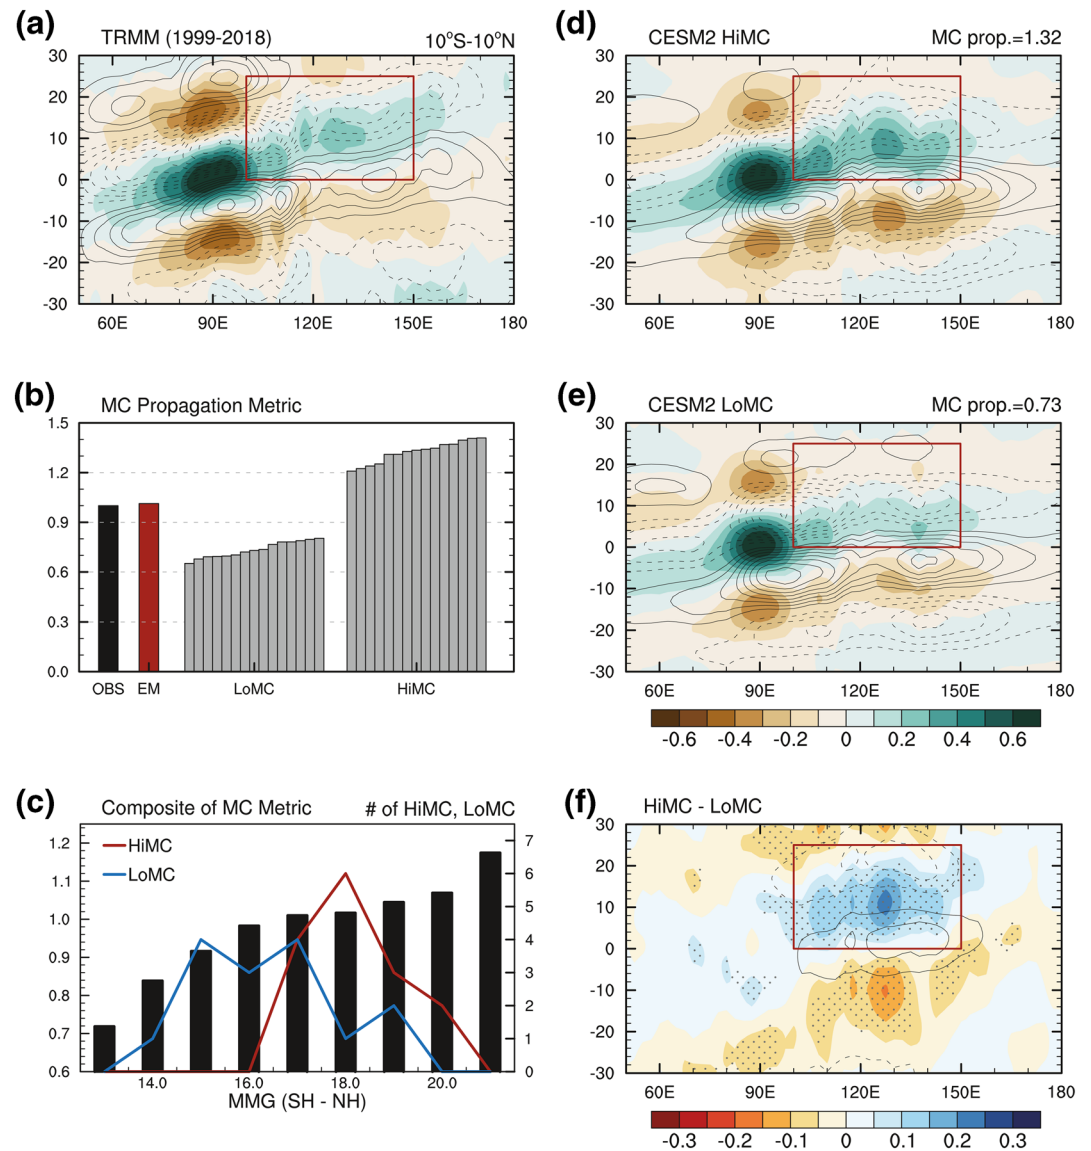 (a)
TRMM (1999-2018) 10°S-10°N
30
20
10
0
-10
-20
-30
60E 90E 120E 150E 180
(d)
CESM2 HiMC MC prop.=1.32
30
20
10
0
-10
-20
-30
60E 90E 120E 150E 180
(b)
MC Propagation Metric
1.5
1.2
0.9
0.6
0.3
0.0
OBS EM LoMC HiMC
(e)
CESM2 LoMC MC prop.=0.73
30
20
10
0
-10
-20
-30
60E 90E 120E 150E 180
-0.6 -0.4 -0.2 0 0.2 0.4 0.6
(c)
Composite of MC Metric # of HiMC, LoMC
HiMC
LoMC
1.2
1.1
1.0
0.9
0.8
0.7
0.6
7
6
5
4
3
2
1
0
14.0 16.0 18.0 20.0
MMG (SH - NH)
(f)
HiMC - LoMC
30
20
10
0
-10
-20
-30
60E 90E 120E 150E 180
-0.3 -0.2 -0.1 0 0.1 0.2 0.3